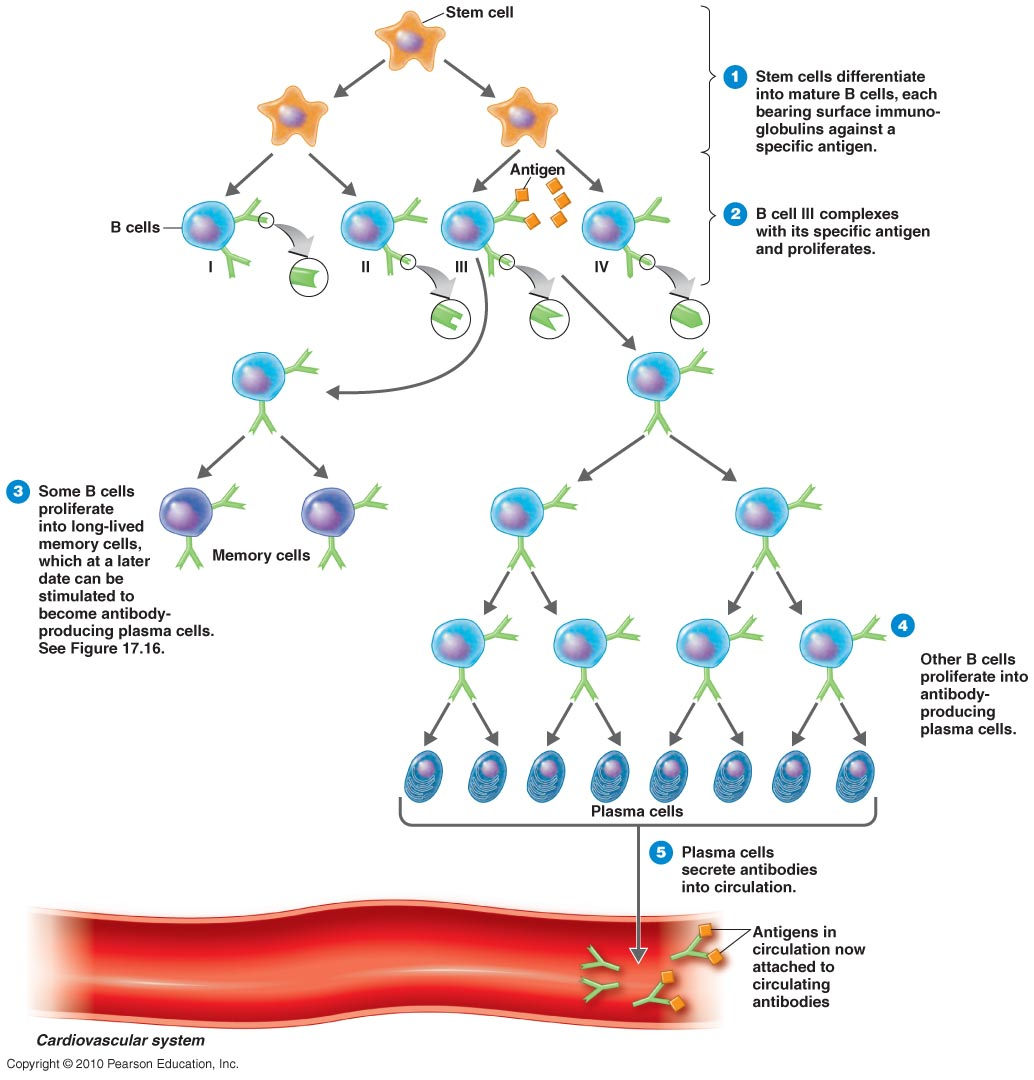 Stem cell
1
Stem cells differentiate
into mature B cells, each
bearing surface immuno-
globulins against a
specific antigen.
Antigen
B cells
I
II
III
IV
2
B cell III complexes
with its specific antigen
and proliferates.
3
Some B cells
proliferate
into long-lived
memory cells,
which at a later
date can be
stimulated to
become antibody-
producing plasma cells.
See Figure 17.16.
Memory cells
4
Other B cells
proliferate into
antibody-
producing
plasma cells.
Plasma cells
5
Plasma cells
secrete antibodies
into circulation.
Antigens in
circulation now
attached to
circulating
antibodies
Cardiovascular system
Copyright © 2010 Pearson Education, Inc.